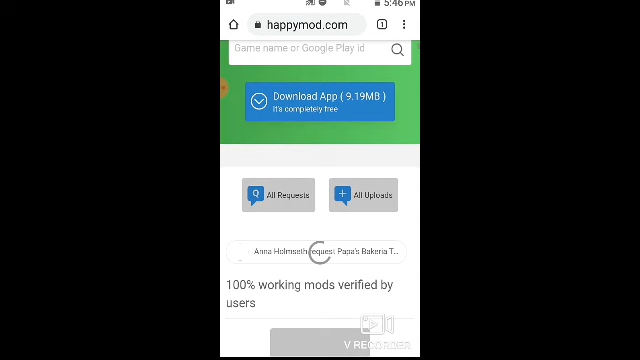 5:46 PM
happymod.com
1
Game name or Google Play id
Download App ( 9.19MB )
It's completely free
Q All Requests
+ All Uploads
Anna Holmseth request Papa's Bakeria T...
100% working mods verified by
users
V RECORDER